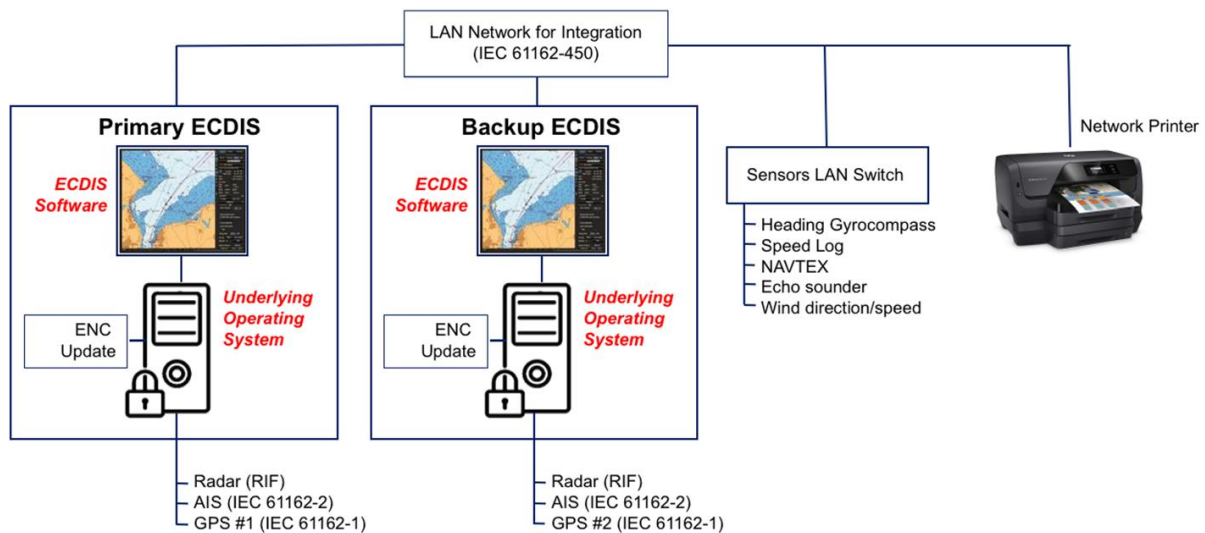 LAN Network for Integration
(IEC 61162-450)
Primary ECDIS
ECDIS
Software
Underlying
Operating
System
ENC
Update
Radar (RIF)
AIS (IEC 61162-2)
GPS #1 (IEC 61162-1)
Backup ECDIS
ECDIS
Software
Underlying
Operating
System
ENC
Update
Radar (RIF)
AIS (IEC 61162-2)
GPS #2 (IEC 61162-1)
Sensors LAN Switch
Heading Gyrocompass
Speed Log
NAVTEX
Echo sounder
Wind direction/speed
Network Printer